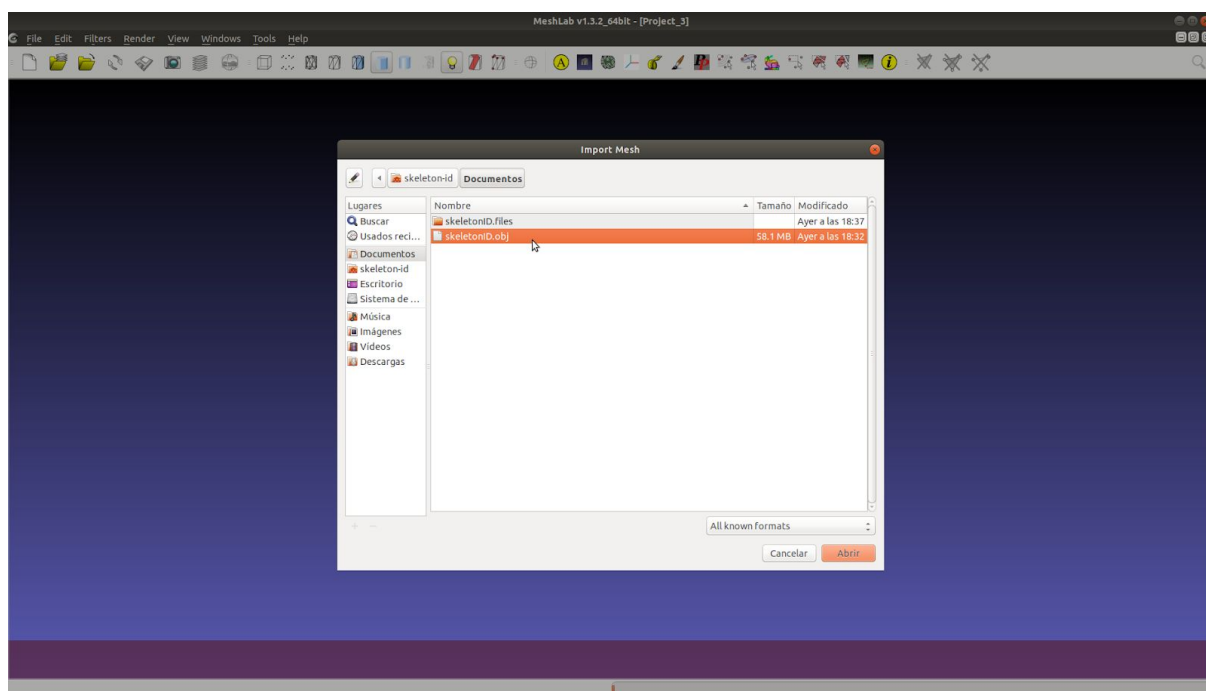 MeshLab v1.3.2_64bit - [Project_3]
File Edit Filters Render View Windows Tools Help
Import Mesh
skeleton-id Documentos
Lugares Nombre Tamaño Modificado
Buscar skeletonID.files Ayer a las 18:37
Usados reci... skeletonID.obj 58.1 MB Ayer a las 18:32
Documentos
skeleton-id
Escritorio
Sistema de ...
Música
Imágenes
Vídeos
Descargas
All known formats
Cancelar Abrir